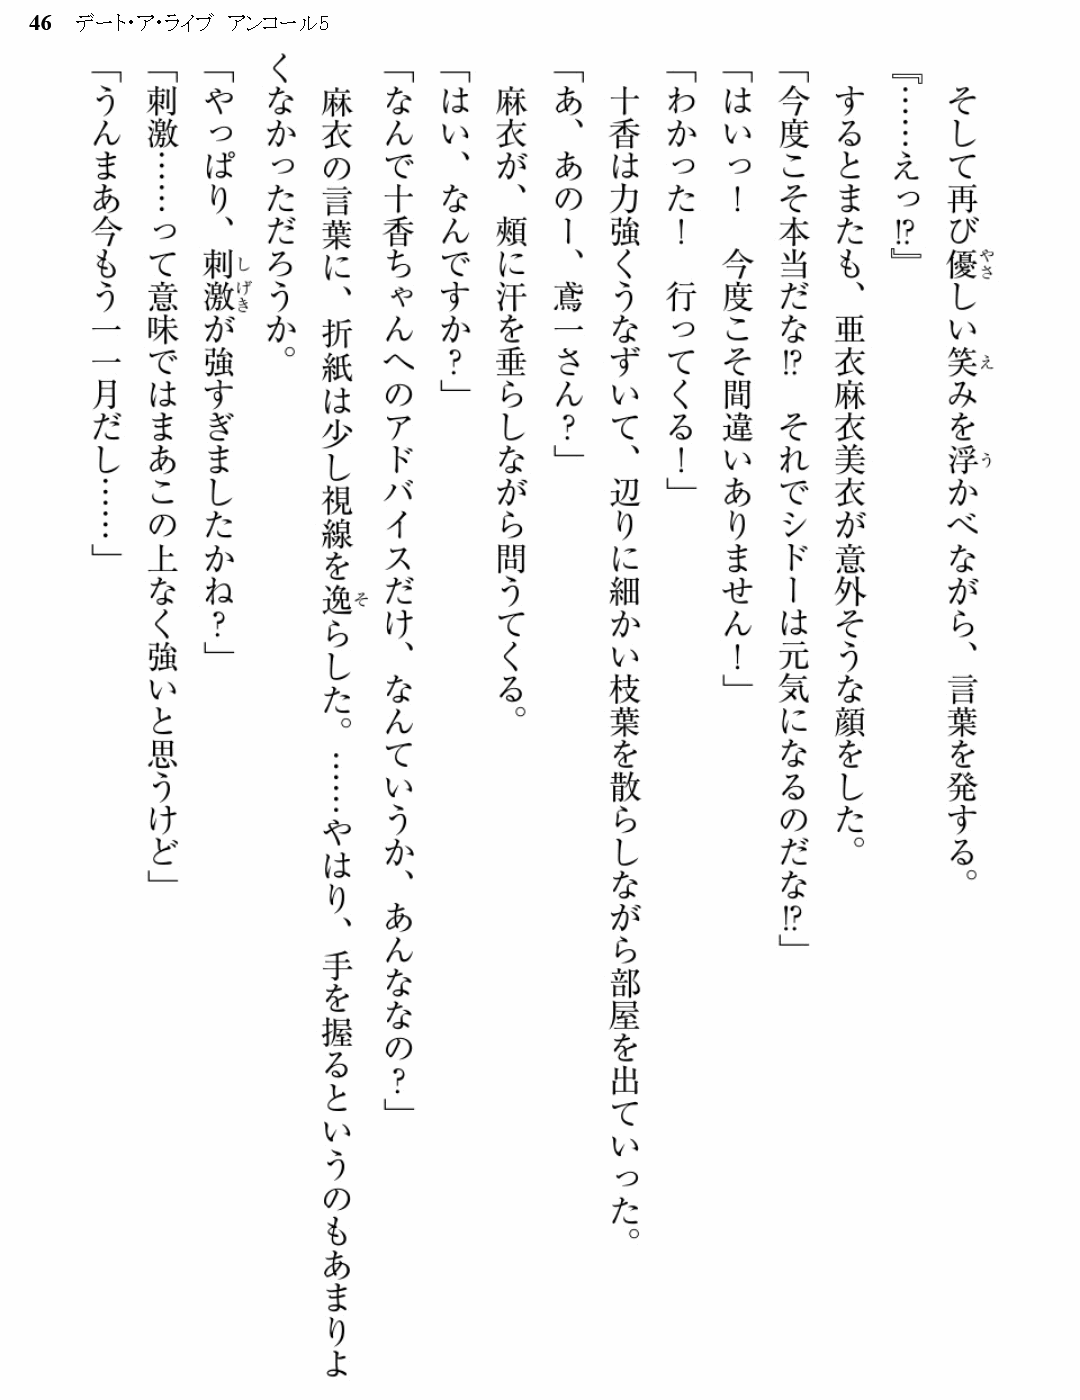 46 デート・ア・ライブ アンコール5
そして再び優しい笑みを浮かべながら、言葉を発する。
『……えっ!?』
するとまたも、亜衣麻衣美衣が意外そうな顔をした。
「今度こそ本当だな!? それでシドーは元気になるのだな!?」
「はいっ! 今度こそ間違いありません!」
「わかった! 行ってくる!」
十香は力強くうなずいて、辺りに細かい枝葉を散らしながら部屋を出ていった。
「あ、あのー、鳶一さん?」
麻衣が、頰に汗を垂らしながら問うてくる。
「はい、なんですか?」
「なんで十香ちゃんへのアドバイスだけ、なんていうか、あんななの?」
麻衣の言葉に、折紙は少し視線を逸らした。……やはり、手を握るというのもあまりよ
くなかっただろうか。
「やっぱり、刺激が強すぎましたかね?」
「刺激……って意味ではまあこの上なく強いと思うけど」
「うんまあ今もう一一月だし……」